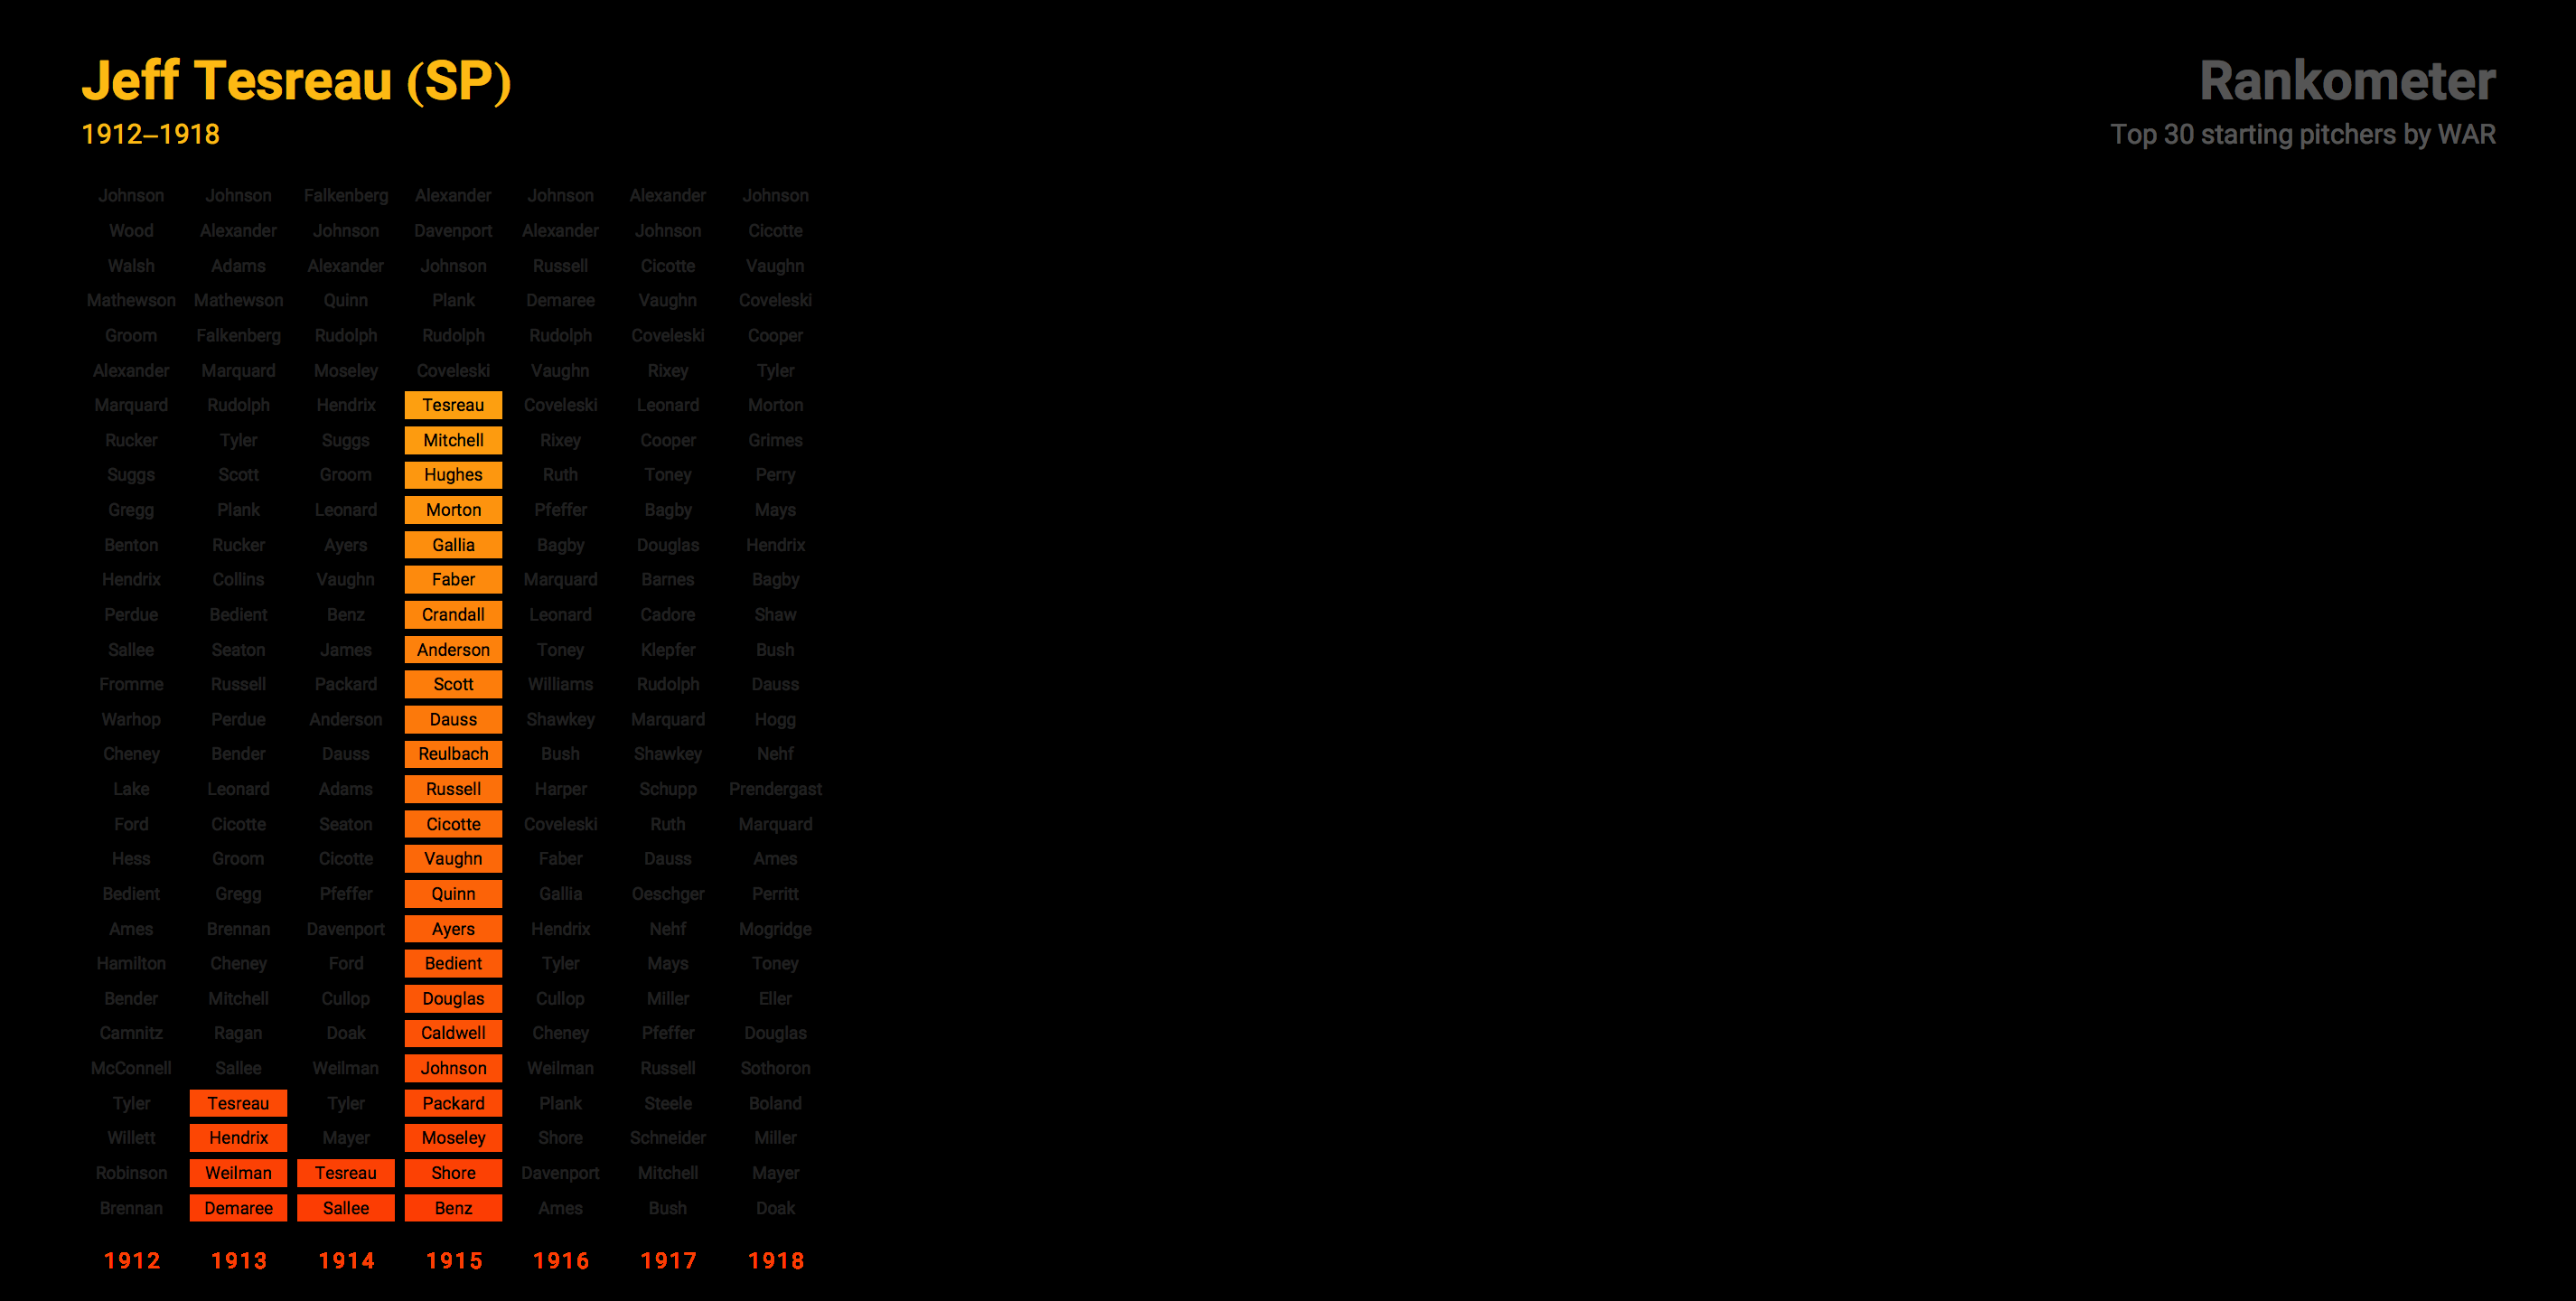 Jeff Tesreau (SP)
1912–1918
Rankometer
Top 30 starting pitchers by WAR
Johnson Johnson Falkenberg Alexander Johnson Alexander Johnson
Wood Alexander Johnson Davenport Alexander Johnson Cicotte
Walsh Adams Alexander Johnson Russell Cicotte Vaughn
Mathewson Mathewson Quinn Plank Demaree Vaughn Coveleski
Groom Falkenberg Rudolph Rudolph Rudolph Coveleski Cooper
Alexander Marquard Moseley Coveleski Vaughn Rixey Tyler
Marquard Rudolph Hendrix Tesreau Coveleski Leonard Morton
Rucker Tyler Suggs Mitchell Rixey Cooper Grimes
Suggs Scott Groom Hughes Ruth Toney Perry
Gregg Plank Leonard Morton Pfeffer Bagby Mays
Benton Rucker Ayers Gallia Bagby Douglas Hendrix
Hendrix Collins Vaughn Faber Marquard Barnes Bagby
Perdue Bedient Benz Crandall Leonard Cadore Shaw
Sallee Seaton James Anderson Toney Klepfer Bush
Fromme Russell Packard Scott Williams Rudolph Dauss
Warhop Perdue Anderson Dauss Shawkey Marquard Hogg
Cheney Bender Dauss Reulbach Bush Shawkey Nehf
Lake Leonard Adams Russell Harper Schupp Prendergast
Ford Cicotte Seaton Cicotte Coveleski Ruth Marquard
Hess Groom Cicotte Vaughn Faber Dauss Ames
Bedient Gregg Pfeffer Quinn Gallia Oeschger Perritt
Ames Brennan Davenport Ayers Hendrix Nehf Mogridge
Hamilton Cheney Ford Bedient Tyler Mays Toney
Bender Mitchell Cullop Douglas Cullop Miller Eller
Camnitz Ragan Doak Caldwell Cheney Pfeffer Douglas
McConnell Sallee Weilman Johnson Weilman Russell Sothoron
Tyler Tesreau Tyler Packard Plank Steele Boland
Willett Hendrix Mayer Moseley Shore Schneider Miller
Robinson Weilman Tesreau Shore Davenport Mitchell Mayer
Brennan Demaree Sallee Benz Ames Bush Doak
1912 1913 1914 1915 1916 1917 1918